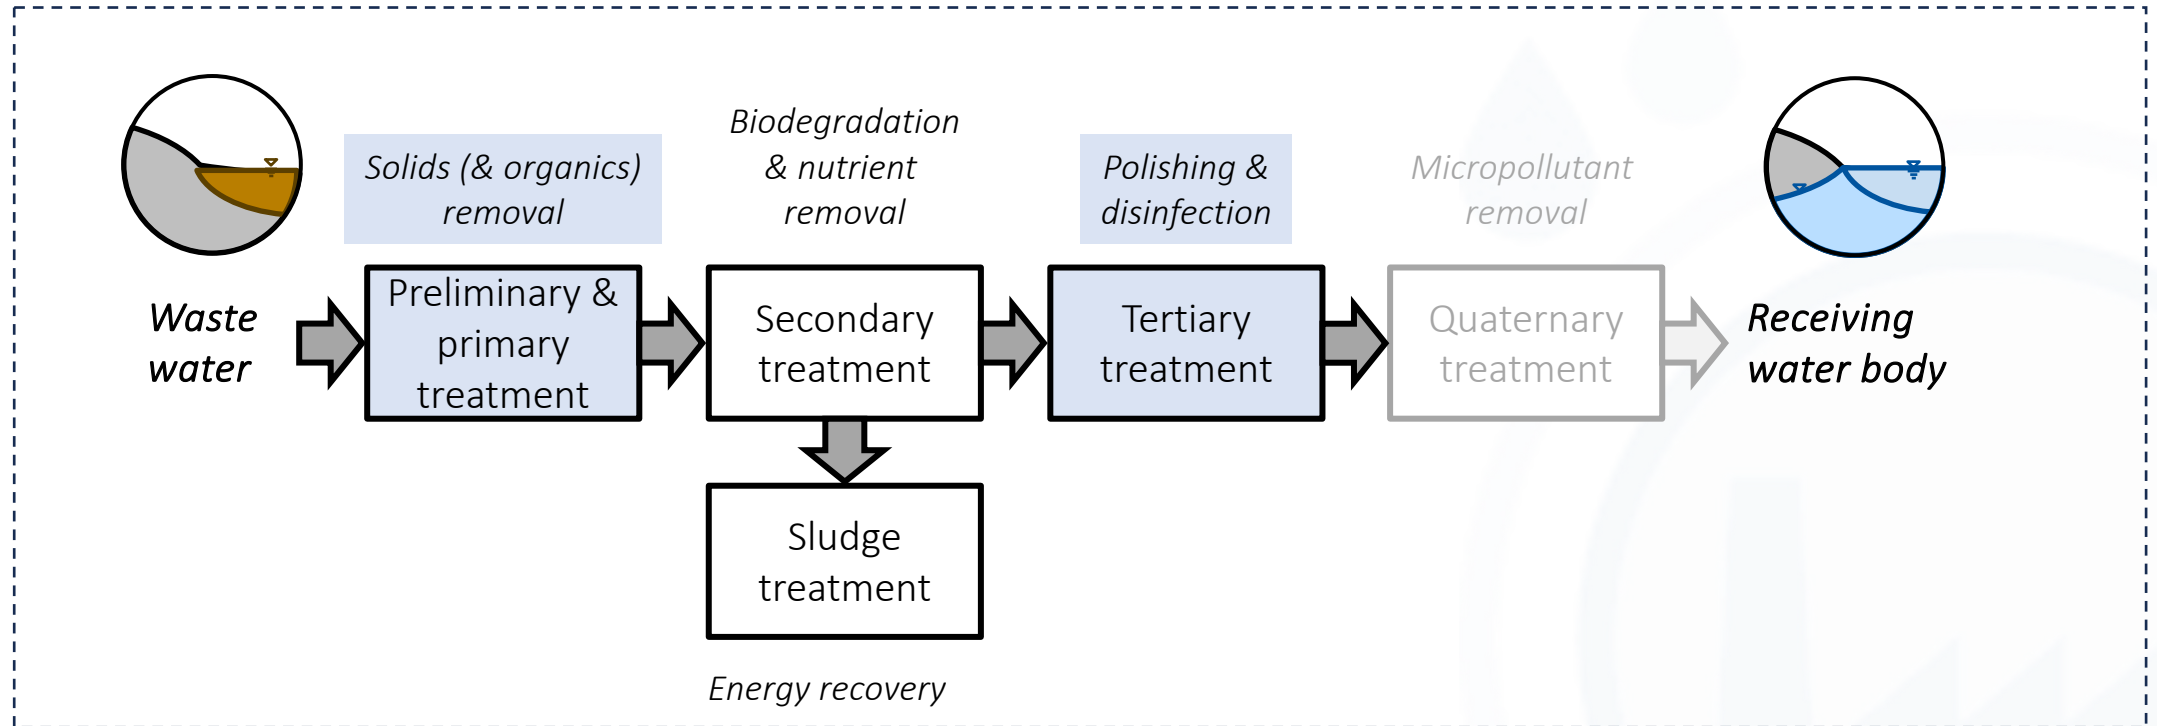 Biodegradation
& nutrient
removal
Solids (& organics)
removal
Polishing &
disinfection
Micropollutant
removal
Waste
water
Preliminary &
primary
treatment
Secondary
treatment
Tertiary
treatment
Quaternary
treatment
Receiving
water body
Sludge
treatment
Energy recovery